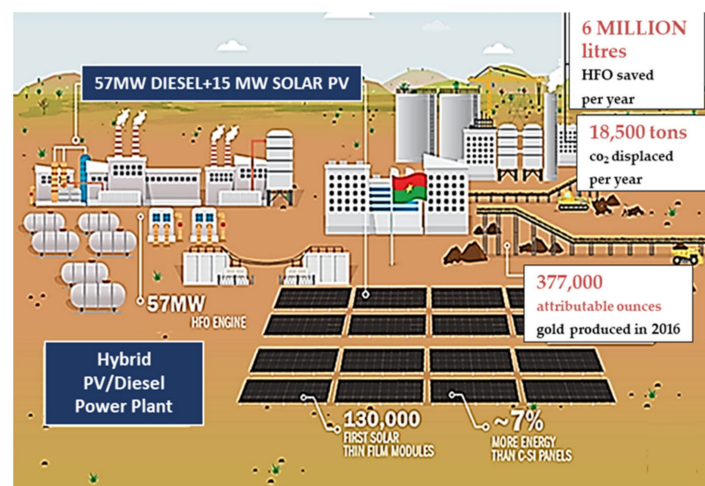 6 MILLION
litres
HFO saved
per year
57MW DIESEL+15 MW SOLAR PV
18,500 tons
co₂ displaced
per year
377,000
attributable ounces
gold produced in 2016
57MW
HFO ENGINE
Hybrid
PV/Diesel
Power Plant
130,000
FIRST SOLAR
THIN FILM MODULES
~7%
MORE ENERGY
THAN C-SI PANELS